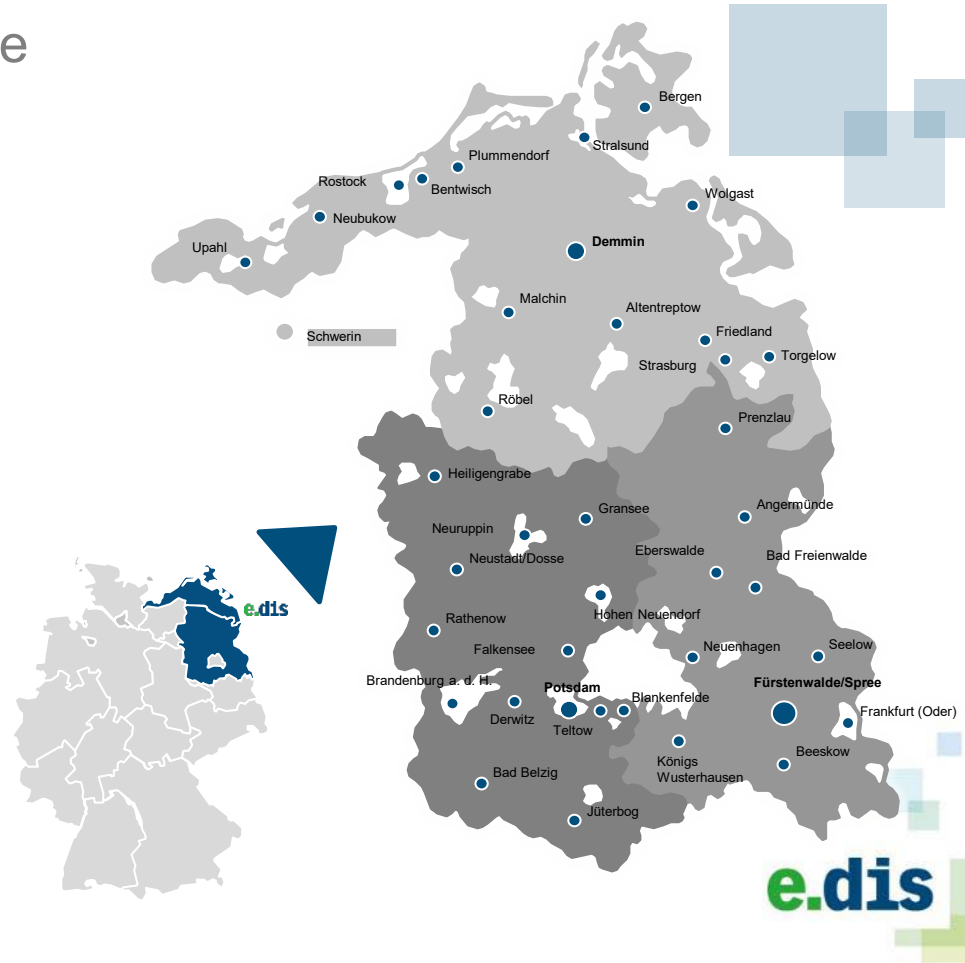 e
Bergen
Stralsund
Plummendorf
Rostock
Bentwisch
Wolgast
Neubukow
Demmin
Upahl
Malchin
Altentreptow
Friedland
Schwerin
Strasburg
Torgelow
Röbel
Prenzlau
Heiligengrabe
Angermünde
Gransee
Neuruppin
Eberswalde
Bad Freienwalde
Neustadt/Dosse
e.dis
Hohen Neuendorf
Rathenow
Falkensee
Neuenhagen
Seelow
Brandenburg a. d. H.
Potsdam
Fürstenwalde/Spree
Blankenfelde
Derwitz
Teltow
Frankfurt (Oder)
Beeskow
Königs
Wusterhausen
Bad Belzig
Jüterbog
e.dis